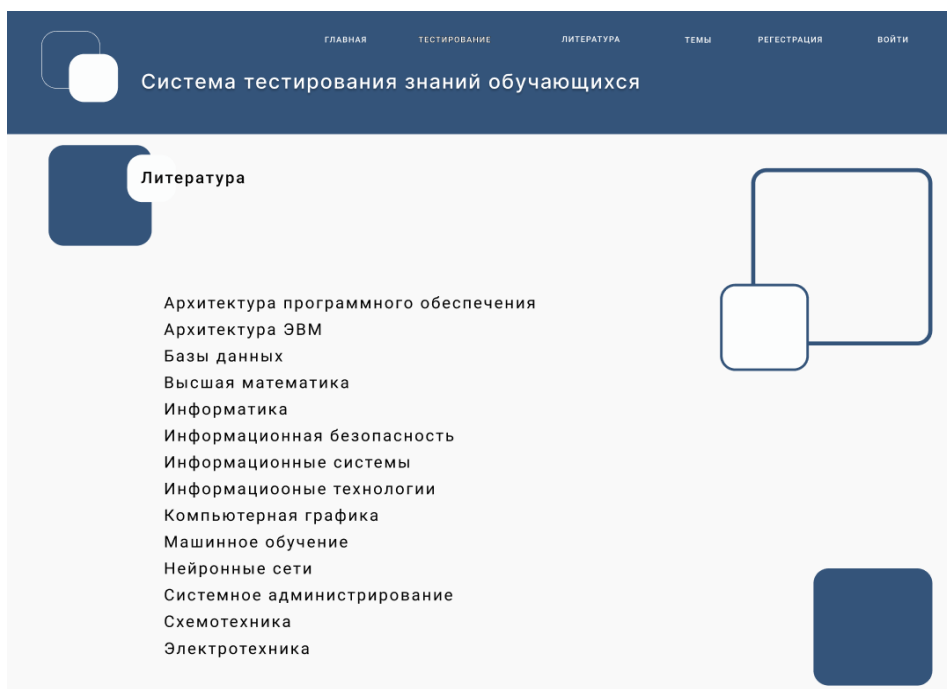 ГЛАВНАЯ ТЕСТИРОВАНИЕ ЛИТЕРАТУРА ТЕМЫ РЕГЕСТРАЦИЯ ВОЙТИ
Система тестирования знаний обучающихся
Литература
Архитектура программного обеспечения
Архитектура ЭВМ
Базы данных
Высшая математика
Информатика
Информационная безопасность
Информационные системы
Информациооные технологии
Компьютерная графика
Машинное обучение
Нейронные сети
Системное администрирование
Схемотехника
Электротехника